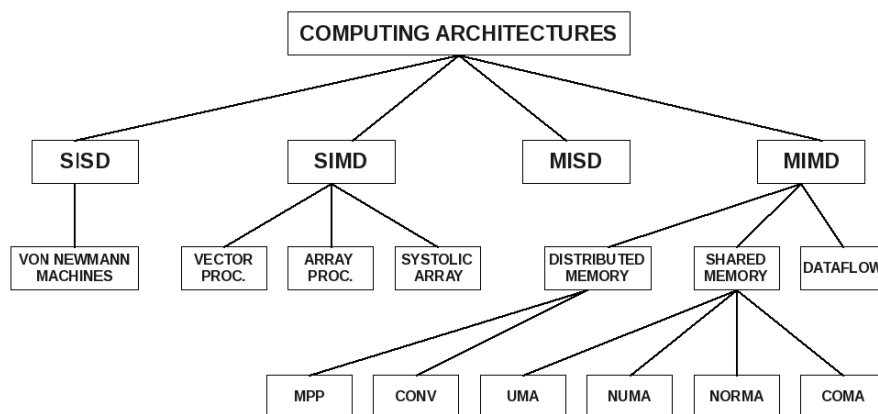 COMPUTING ARCHITECTURES
SISD
SIMD
MISD
MIMD
VON NEWMANN
MACHINES
VECTOR
PROC.
ARRAY
PROC.
SYSTOLIC
ARRAY
DISTRIBUTED
MEMORY
SHARED
MEMORY
DATAFLOW
MPP
CONV
UMA
NUMA
NORMA
COMA